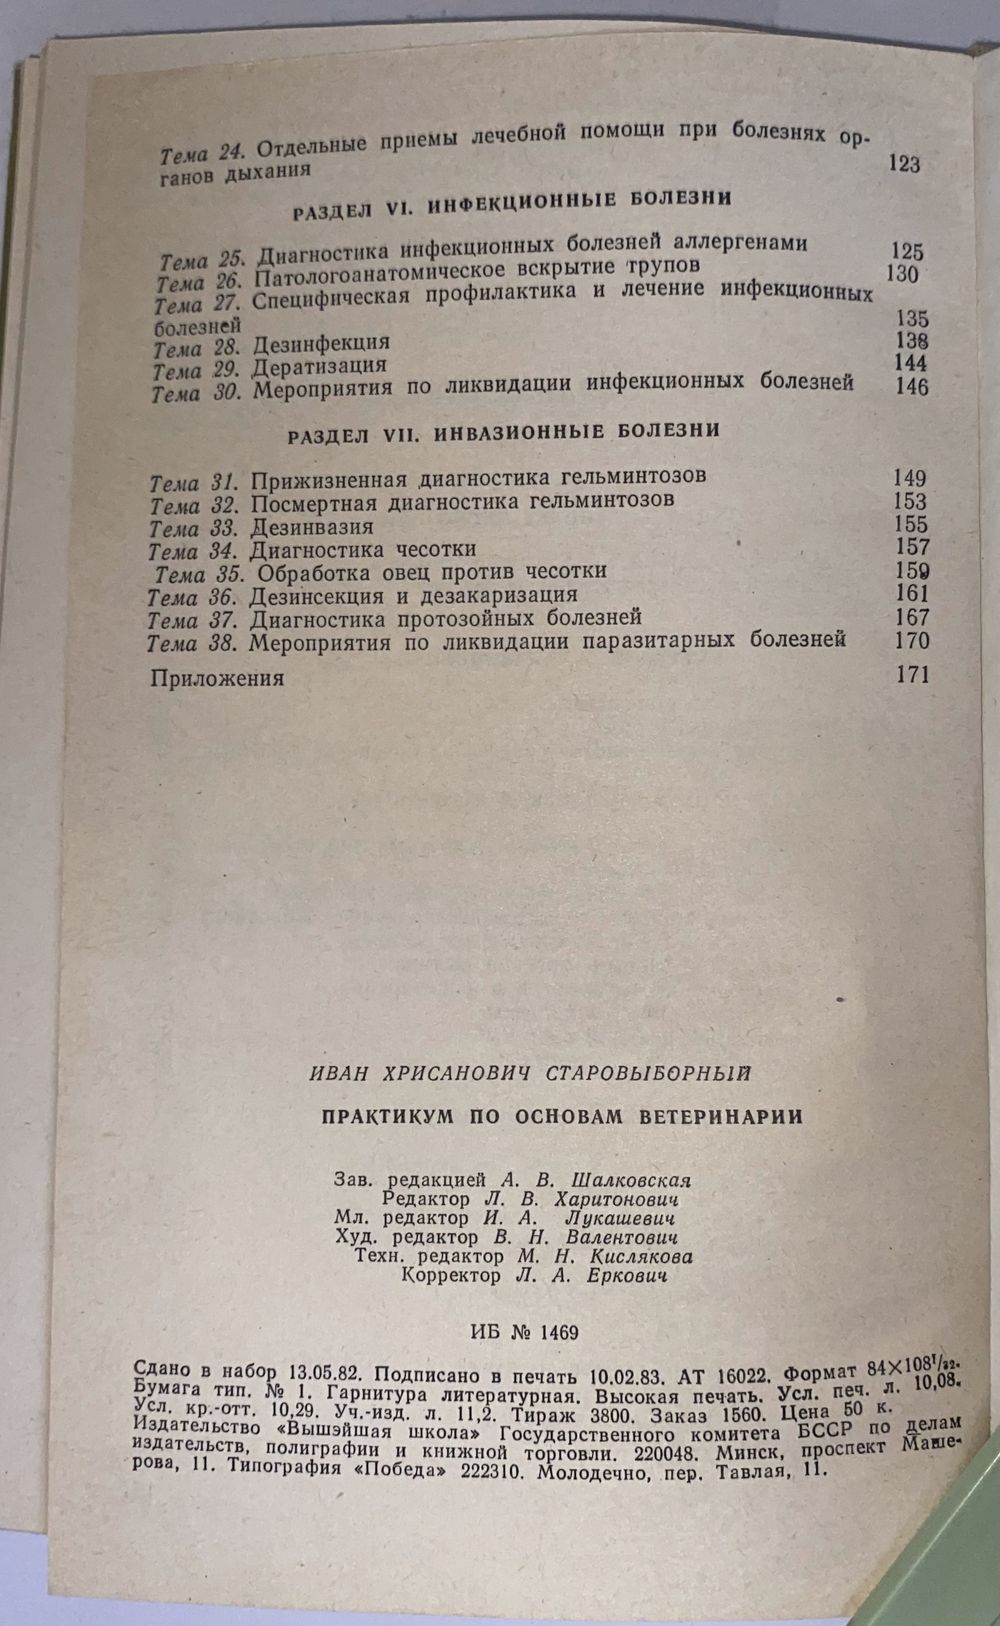 Тема 24. Отдельные приемы лечебной помощи при болезнях ор-
ганов дыхания 123
РАЗДЕЛ VI. ИНФЕКЦИОННЫЕ БОЛЕЗНИ
Тема 25. Диагностика инфекционных болезней аллергенами 125
Тема 26. Патологоанатомическое вскрытие трупов 130
Тема 27. Специфическая профилактика и лечение инфекционных
болезней 135
Тема 28. Дезинфекция 138
Тема 29. Дератизация 144
Тема 30. Мероприятия по ликвидации инфекционных болезней 146
РАЗДЕЛ VII. ИНВАЗИОННЫЕ БОЛЕЗНИ
Тема 31. Прижизненная диагностика гельминтозов 149
Тема 32. Посмертная диагностика гельминтозов 153
Тема 33. Дезинвазия 155
Тема 34. Диагностика чесотки 157
Тема 35. Обработка овец против чесотки 159
Тема 36. Дезинсекция и дезакаризация 161
Тема 37. Диагностика протозойных болезней 167
Тема 38. Мероприятия по ликвидации паразитарных болезней 170
Приложения 171
ИВАН ХРИСАНОВИЧ СТАРОВЫБОРНЫЙ
ПРАКТИКУМ ПО ОСНОВАМ ВЕТЕРИНАРИИ
Зав. редакцией А. В. Шалковская
Редактор Л. В. Харитонович
Мл. редактор И. А. Лукашевич
Худ. редактор В. Н. Валентович
Техн. редактор М. Н. Кислякова
Корректор Л. А. Еркович
ИБ № 1469
Сдано в набор 13.05.82. Подписано в печать 10.02.83. АТ 16022. Формат 84×108¹/₃₂.
Бумага тип. № 1. Гарнитура литературная. Высокая печать. Усл. печ. л. 10,08.
Усл. кр.-отт. 10,29. Уч.-изд. л. 11,2. Тираж 3800. Заказ 1560. Цена 50 к.
Издательство «Вышэйшая школа» Государственного комитета БССР по делам
издательств, полиграфии и книжной торговли. 220048. Минск, проспект Маше-
рова, 11. Типография «Победа» 222310. Молодечно, пер. Тавлая, 11.